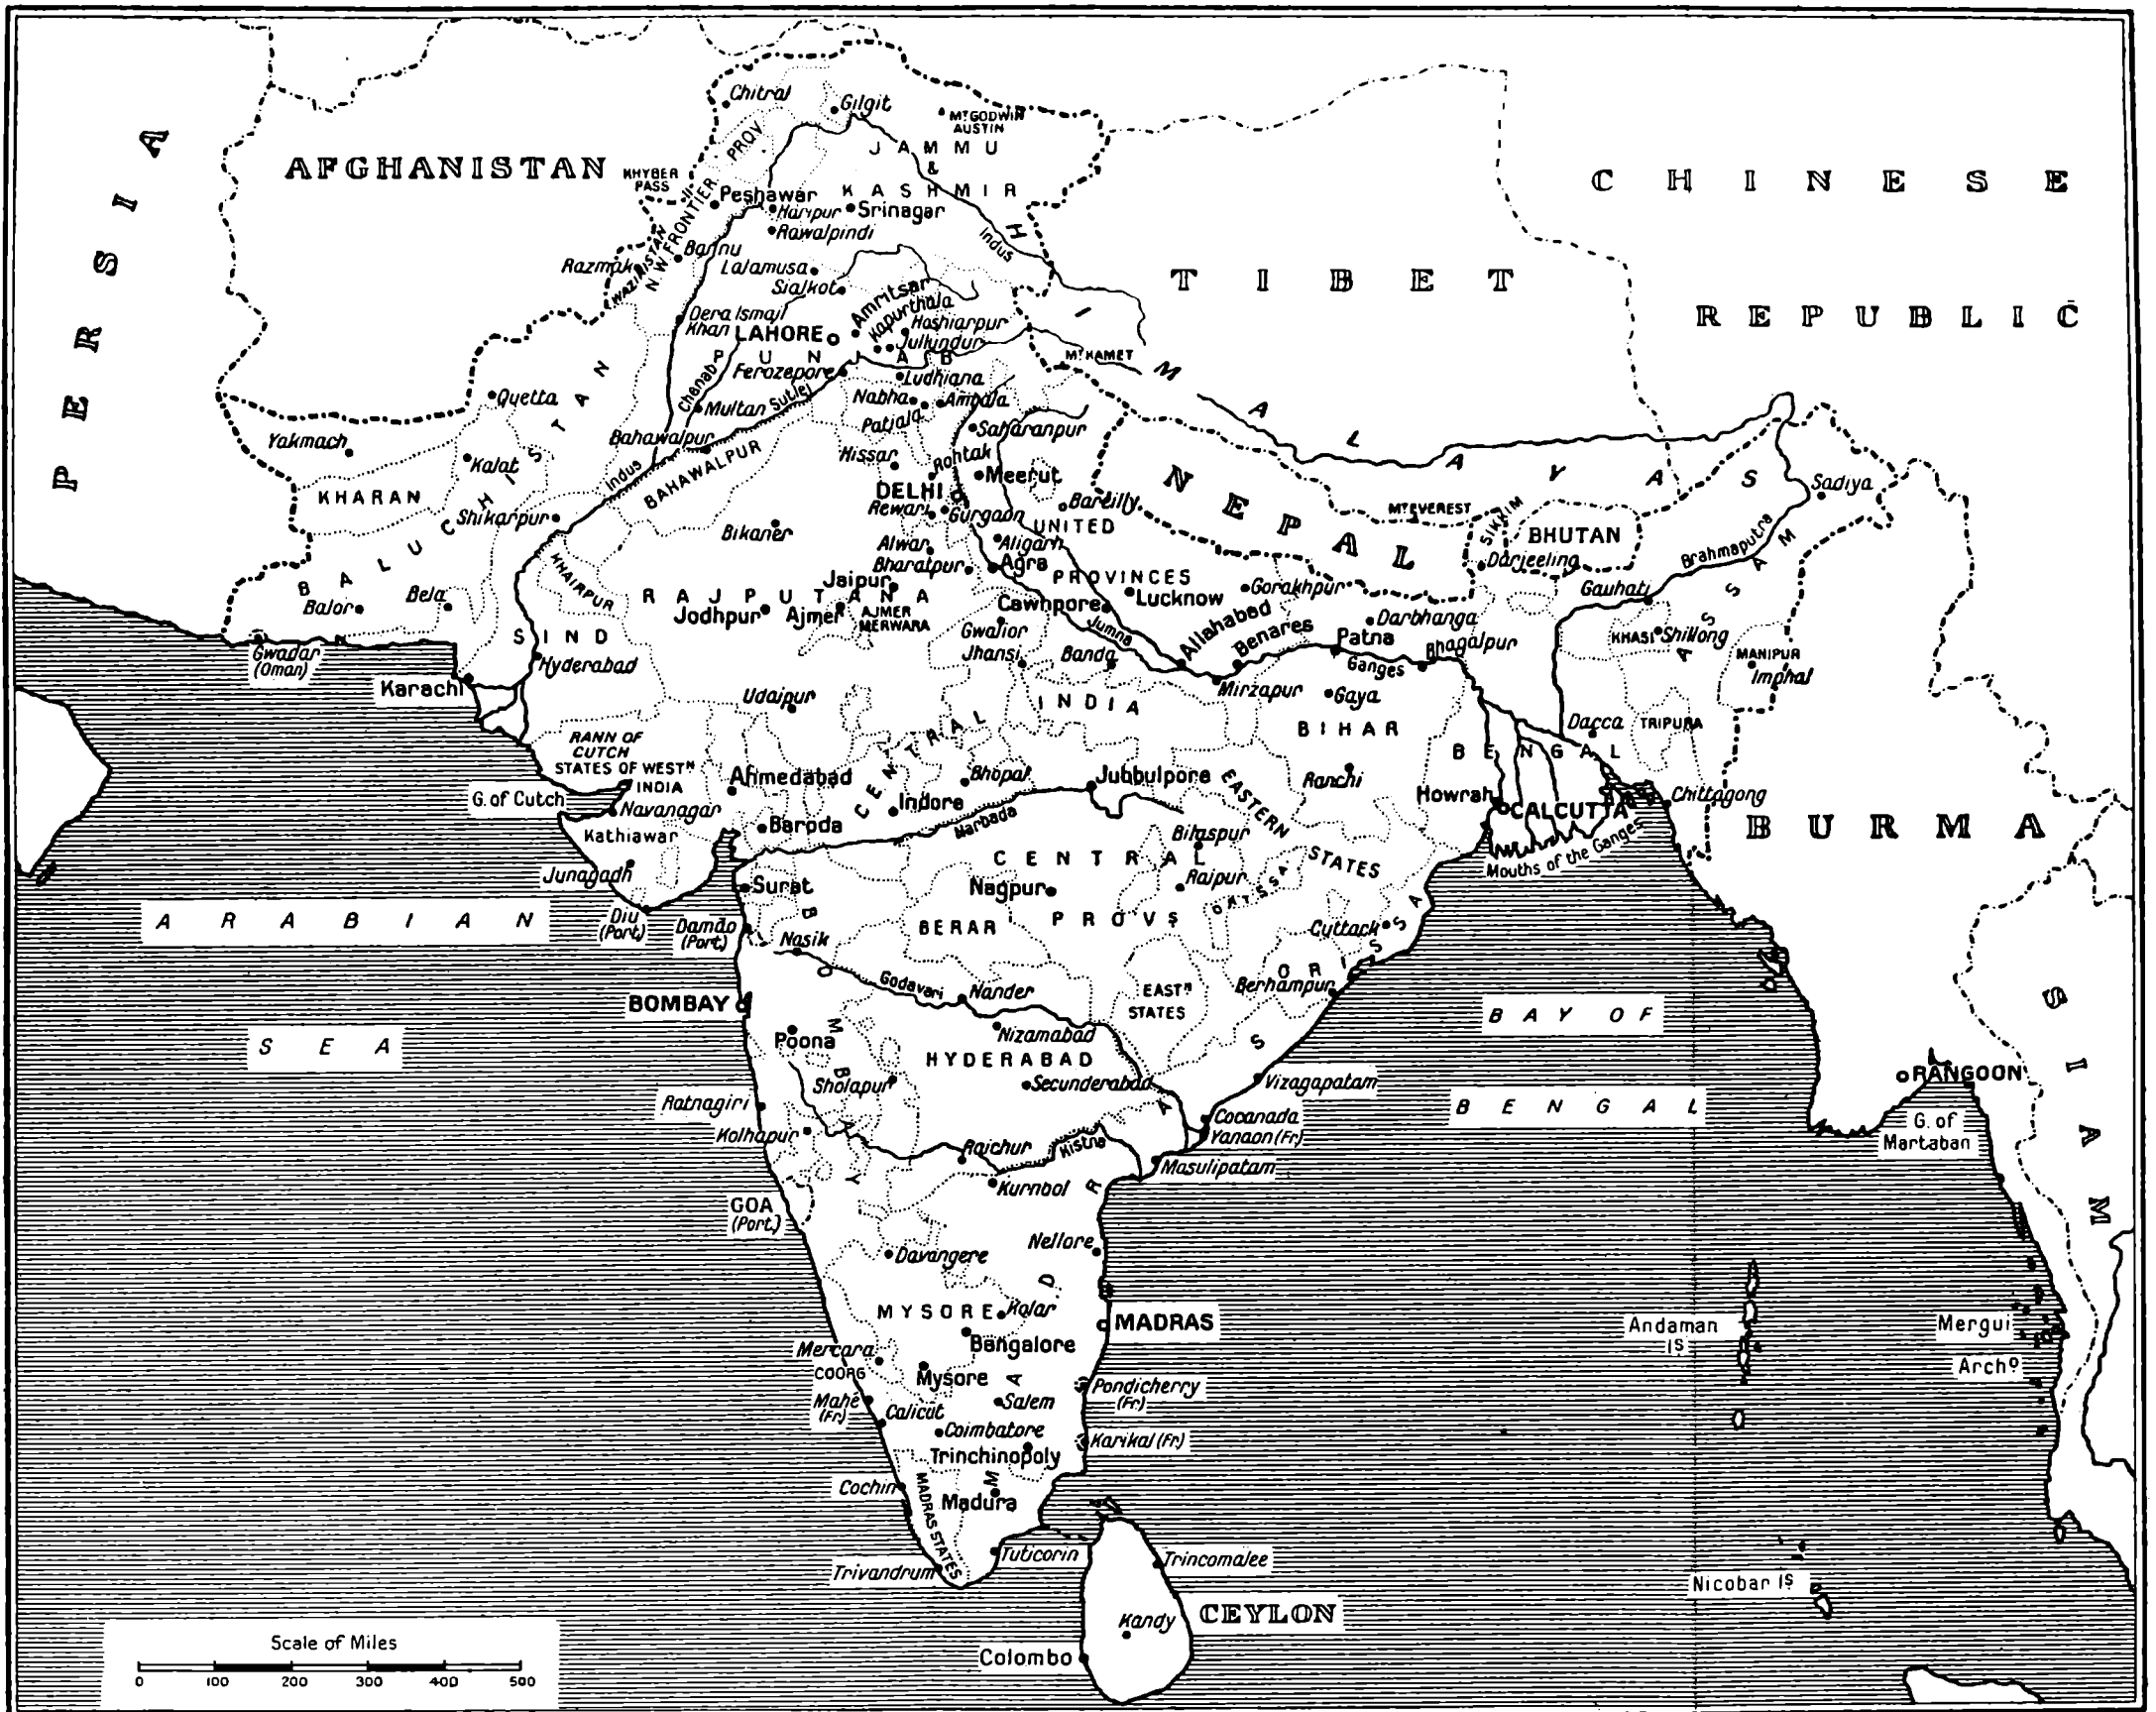 Chitral
Gilgit
Mᵀ GODWIN
AUSTIN
PERSIA
AFGHANISTAN
KHYBER
PASS
N.W. FRONTIER
PROV.
JAMMU
&
KASHMIR
CHINESE
REPUBLIC
TIBET
HIMALAYAS
Peshawar
Haripur
Srinagar
Rawalpindi
Indus
Bannu
Razmak
WAZIRISTAN
Lalamusa
Sialkot
Amritsar
Kapurthala
Hoshiarpur
Dera Ismail
Khan
LAHORE
Jullundur
PUNJAB
Mᵀ KAMET
Ferozepore
Chenab
Ludhiana
Quetta
Multan
Sutlej
Nabha
Ambala
Patiala
Saharanpur
Yakmach
Kalat
Bahawalpur
Indus
BAHAWALPUR
Hissar
Rohtak
Meerut
KHARAN
BALUCHISTAN
Shikarpur
DELHI
Rewari
Gurgaon
Bareilly
NEPAL
Mᵀ EVEREST
SIKKIM
BHUTAN
Sadiya
Bikaner
UNITED
PROVINCES
Alwar
Aligarh
Bharatpur
Agra
Darjeeling
Brahmaputra
ASSAM
KHAIRPUR
Jaipur
RAJPUTANA
Jodhpur
Ajmer
AJMER
MERWARA
Cawnpore
Lucknow
Gorakhpur
Gauhati
Balor
Bela
SIND
Gwalior
Jumna
Allahabad
Benares
Darbhanga
Patna
Bhagalpur
KHASI
Shillong
Gwadar
(Oman)
Hyderabad
Jhansi
Banda
Ganges
MANIPUR
Imphal
Karachi
Udaipur
Mirzapur
Gaya
CENTRAL
INDIA
BIHAR
Dacca
TRIPURA
RANN OF
CUTCH
STATES OF WESTᴺ
INDIA
BENGAL
Ahmedabad
Bhopal
Jubbulpore
EASTERN
STATES
Ranchi
G. of Cutch
Navanagar
Indore
Howrah
CALCUTTA
Chittagong
Kathiawar
Baroda
Narbada
Bilaspur
Mouths of the Ganges
BURMA
Junagadh
Surat
CENTRAL
PROVS
Nagpur
Raipur
ORISSA
ARABIAN
SEA
Diu
(Port)
Damão
(Port)
Nasik
BERAR
Cuttack
ORISSA
BOMBAY
Godavari
Nander
EASTᴺ
STATES
Berhampur
BOMBAY
BAY OF
BENGAL
SIAM
Poona
Nizamabad
HYDERABAD
Sholapur
Secunderabad
Vizagapatam
RANGOON
Ratnagiri
Cocanada
Yanaon (Fr)
G. of
Martaban
Kolhapur
Raichur
Kistna
Masulipatam
Kurnool
GOA
(Port.)
MADRAS
Davangere
Nellore
MYSORE
Kolar
MADRAS
Bangalore
Andaman
Iˢ
Mergui
Archº
Mercara
COORG
Mysore
Pondicherry
(Fr)
Mahé
(Fr)
Salem
Calicut
Coimbatore
Karikal (Fr)
Trinchinopoly
Cochin
MADRAS STATES
Madura
Trivandrum
Tuticorin
Trincomalee
Nicobar Iˢ
Kandy
CEYLON
Colombo
Scale of Miles
0 100 200 300 400 500